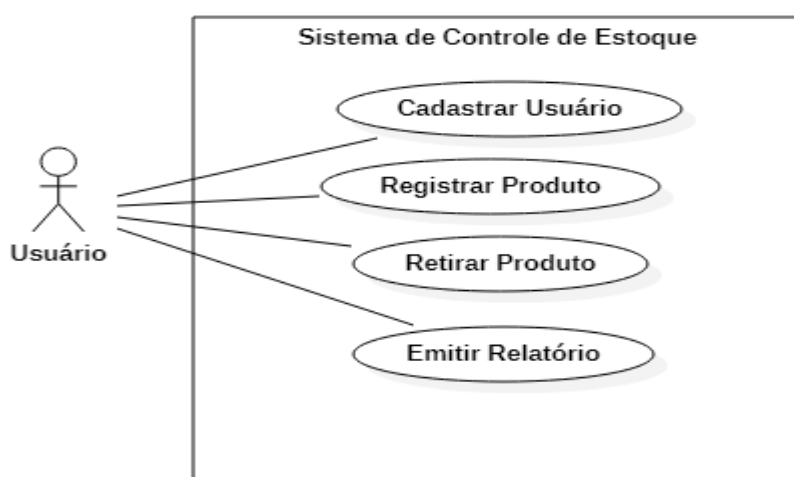 Sistema de Controle de Estoque
Cadastrar Usuário
Registrar Produto
Retirar Produto
Usuário
Emitir Relatório